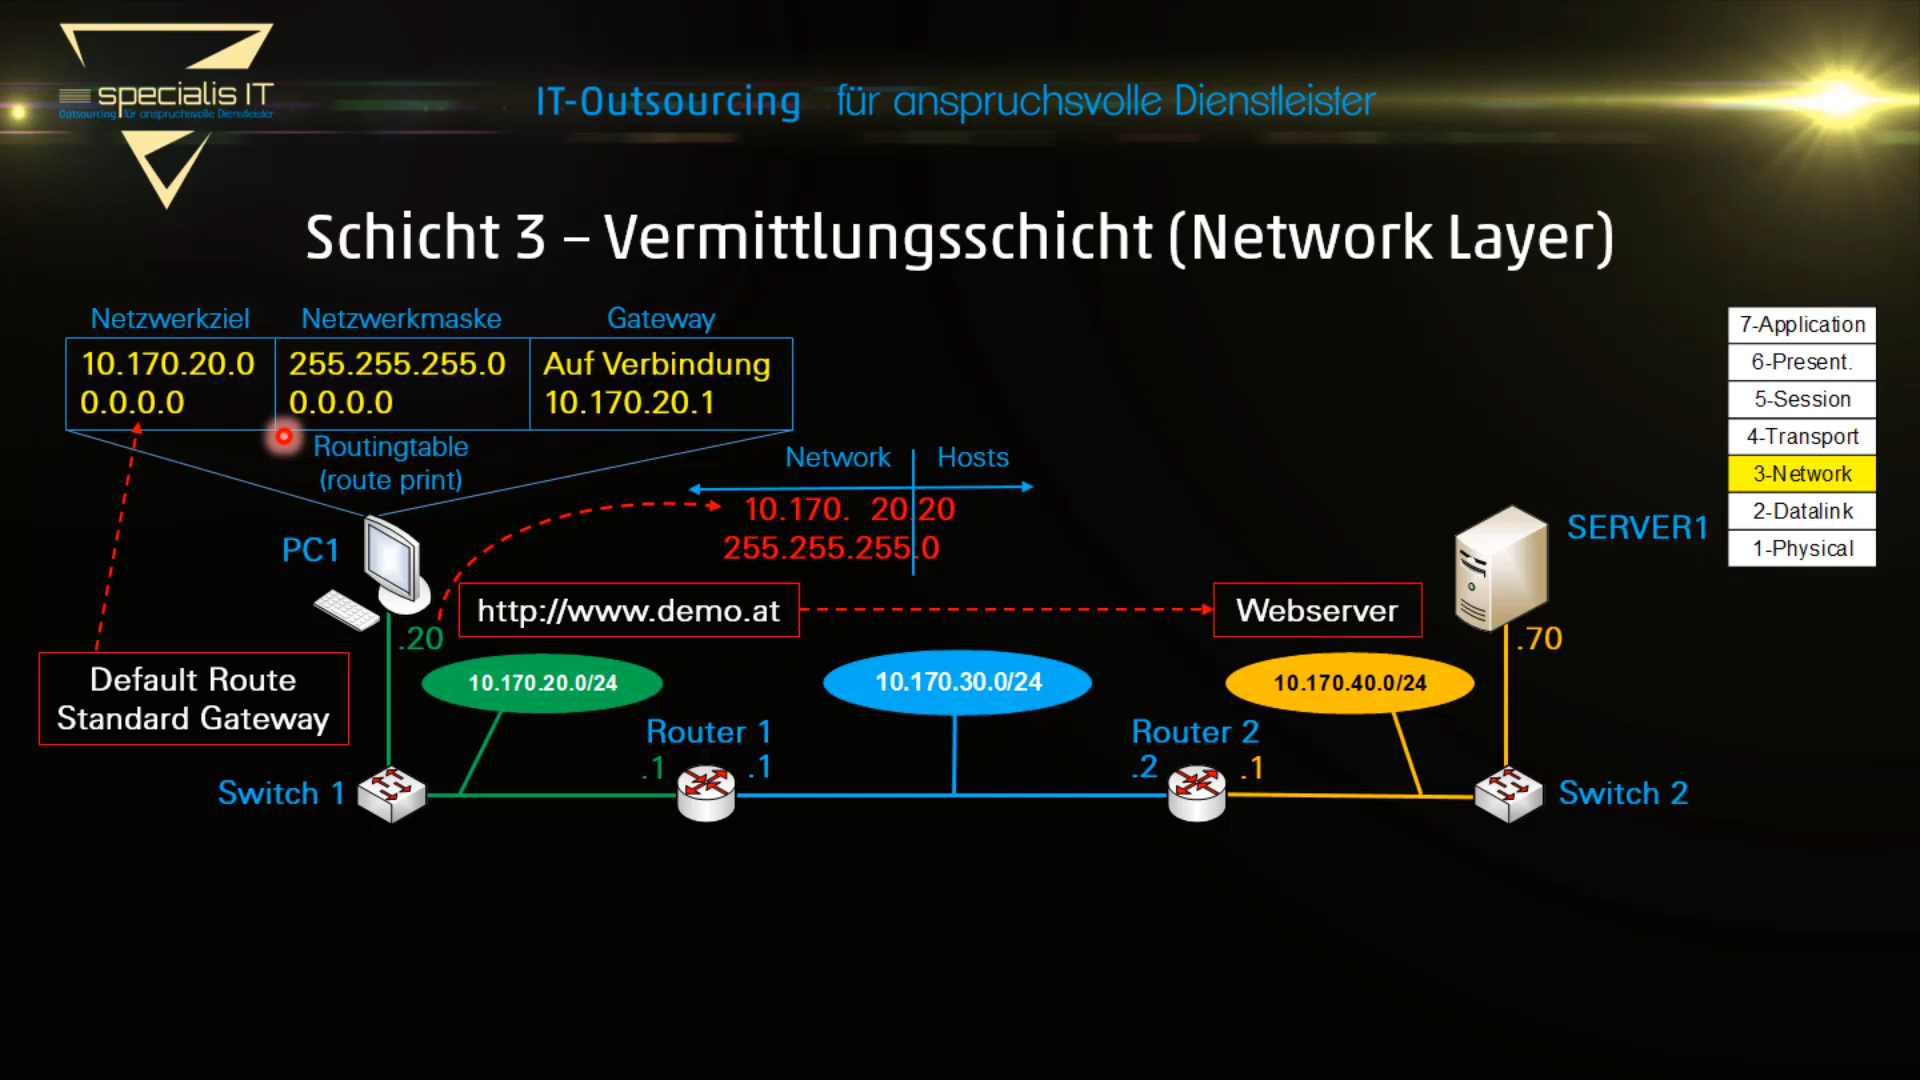 specialis IT
Outsourcing für anspruchsvolle Dienstleister
IT-Outsourcing für anspruchsvolle Dienstleister
Schicht 3 – Vermittlungsschicht (Network Layer)
Netzwerkziel Netzwerkmaske Gateway
10.170.20.0 255.255.255.0 Auf Verbindung
0.0.0.0 0.0.0.0 10.170.20.1
Routingtable
(route print)
7-Application
6-Present.
5-Session
4-Transport
3-Network
2-Datalink
1-Physical
Network Hosts
10.170. 20.20
255.255.255.0
PC1
SERVER1
http://www.demo.at
Webserver
.20
.70
Default Route
Standard Gateway
10.170.20.0/24
10.170.30.0/24
10.170.40.0/24
Router 1
Router 2
.1 .1
.2 .1
Switch 1
Switch 2